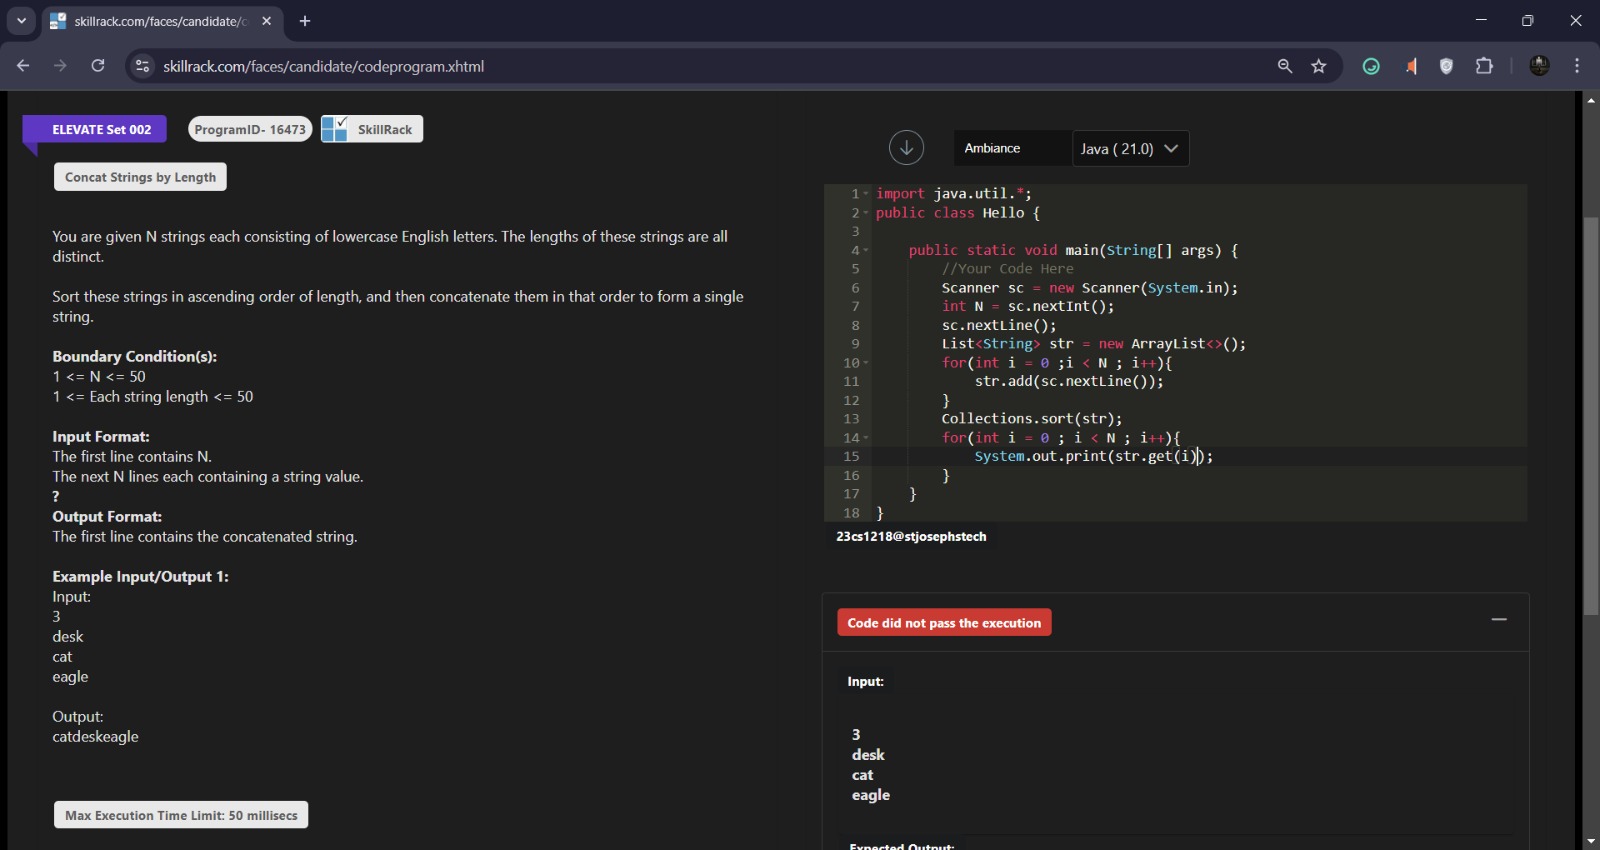 skillrack.com/faces/candidate/c
skillrack.com/faces/candidate/codeprogram.xhtml
ELEVATE Set 002
ProgramID- 16473
SkillRack
Concat Strings by Length
You are given N strings each consisting of lowercase English letters. The lengths of these strings are all
distinct.
Sort these strings in ascending order of length, and then concatenate them in that order to form a single
string.
Boundary Condition(s):
1 <= N <= 50
1 <= Each string length <= 50
Input Format:
The first line contains N.
The next N lines each containing a string value.
?
Output Format:
The first line contains the concatenated string.
Example Input/Output 1:
Input:
3
desk
cat
eagle
Output:
catdeskeagle
Max Execution Time Limit: 50 millisecs
Ambiance
Java ( 21.0)
1 import java.util.*;
2 public class Hello {
3
4 public static void main(String[] args) {
5 //Your Code Here
6 Scanner sc = new Scanner(System.in);
7 int N = sc.nextInt();
8 sc.nextLine();
9 List<String> str = new ArrayList<>();
10 for(int i = 0 ;i < N ; i++){
11 str.add(sc.nextLine());
12 }
13 Collections.sort(str);
14 for(int i = 0 ; i < N ; i++){
15 System.out.print(str.get(i));
16 }
17 }
18 }
23cs1218@stjosephstech
Code did not pass the execution
Input:
3
desk
cat
eagle
Expected Output: